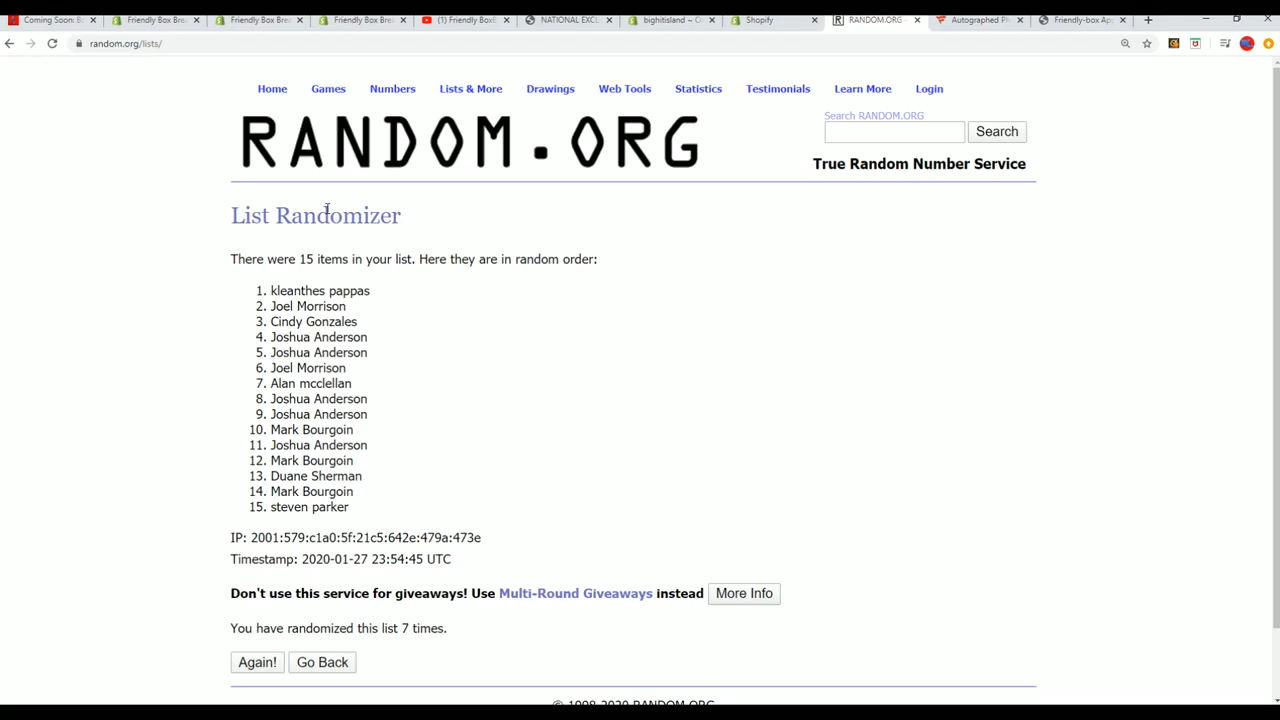 Coming Soon: B
Friendly Box Brea
Friendly Box Brea
Friendly Box Brea
(1) Friendly BoxB
NATIONAL EXCL
bighitisland ~ O
Shopify
RANDOM.ORG
Autographed Ph
Friendly-box Ap
random.org/lists/
Home Games Numbers Lists & More Drawings Web Tools Statistics Testimonials Learn More Login
RANDOM.ORG
Search RANDOM.ORG
Search
True Random Number Service
List Randomizer
There were 15 items in your list. Here they are in random order:
1. kleanthes pappas
2. Joel Morrison
3. Cindy Gonzales
4. Joshua Anderson
5. Joshua Anderson
6. Joel Morrison
7. Alan mcclellan
8. Joshua Anderson
9. Joshua Anderson
10. Mark Bourgoin
11. Joshua Anderson
12. Mark Bourgoin
13. Duane Sherman
14. Mark Bourgoin
15. steven parker
IP: 2001:579:c1a0:5f:21c5:642e:479a:473e
Timestamp: 2020-01-27 23:54:45 UTC
Don't use this service for giveaways! Use Multi-Round Giveaways instead More Info
You have randomized this list 7 times.
Again! Go Back
© 1998-2020 RANDOM.ORG